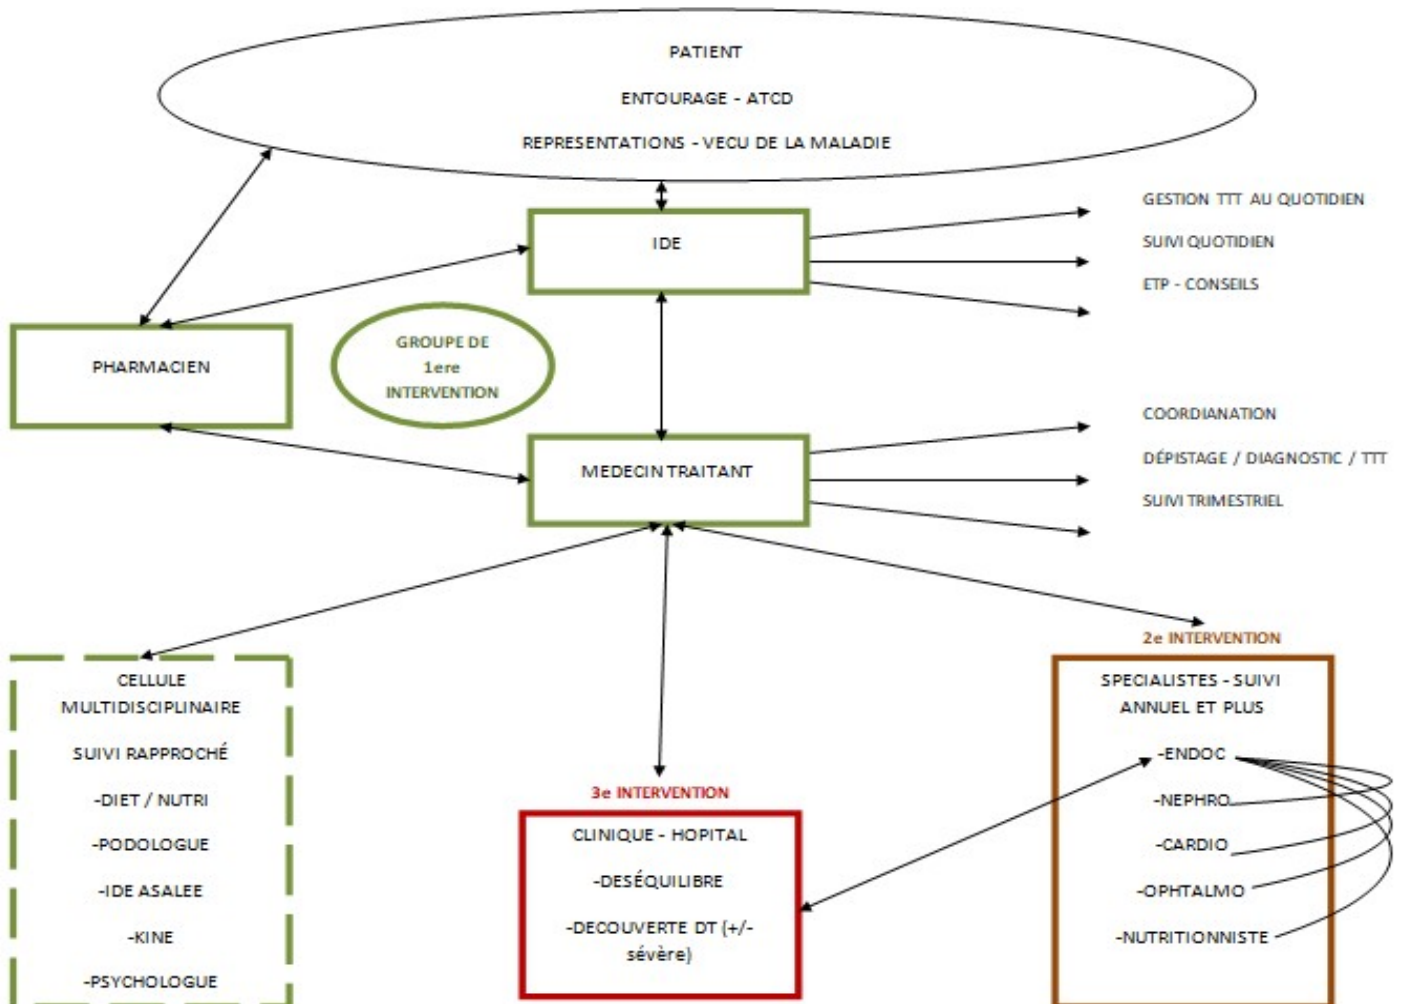 PATIENT
ENTOURAGE - ATCD
REPRESENTATIONS - VECU DE LA MALADIE
IDE
GESTION TTT AU QUOTIDIEN
SUIVI QUOTIDIEN
ETP - CONSEILS
PHARMACIEN
GROUPE DE
1ere
INTERVENTION
MEDECIN TRAITANT
COORDIANATION
DÉPISTAGE / DIAGNOSTIC / TTT
SUIVI TRIMESTRIEL
CELLULE
MULTIDISCIPLINAIRE
SUIVI RAPPROCHÉ
-DIET / NUTRI
-PODOLOGUE
-IDE ASALEE
-KINE
-PSYCHOLOGUE
3e INTERVENTION
CLINIQUE - HOPITAL
-DESÉQUILIBRE
-DECOUVERTE DT (+/-
sévère)
2e INTERVENTION
SPECIALISTES - SUIVI
ANNUEL ET PLUS
-ENDOC
-NEPHRO
-CARDIO
-OPHTALMO
-NUTRITIONNISTE